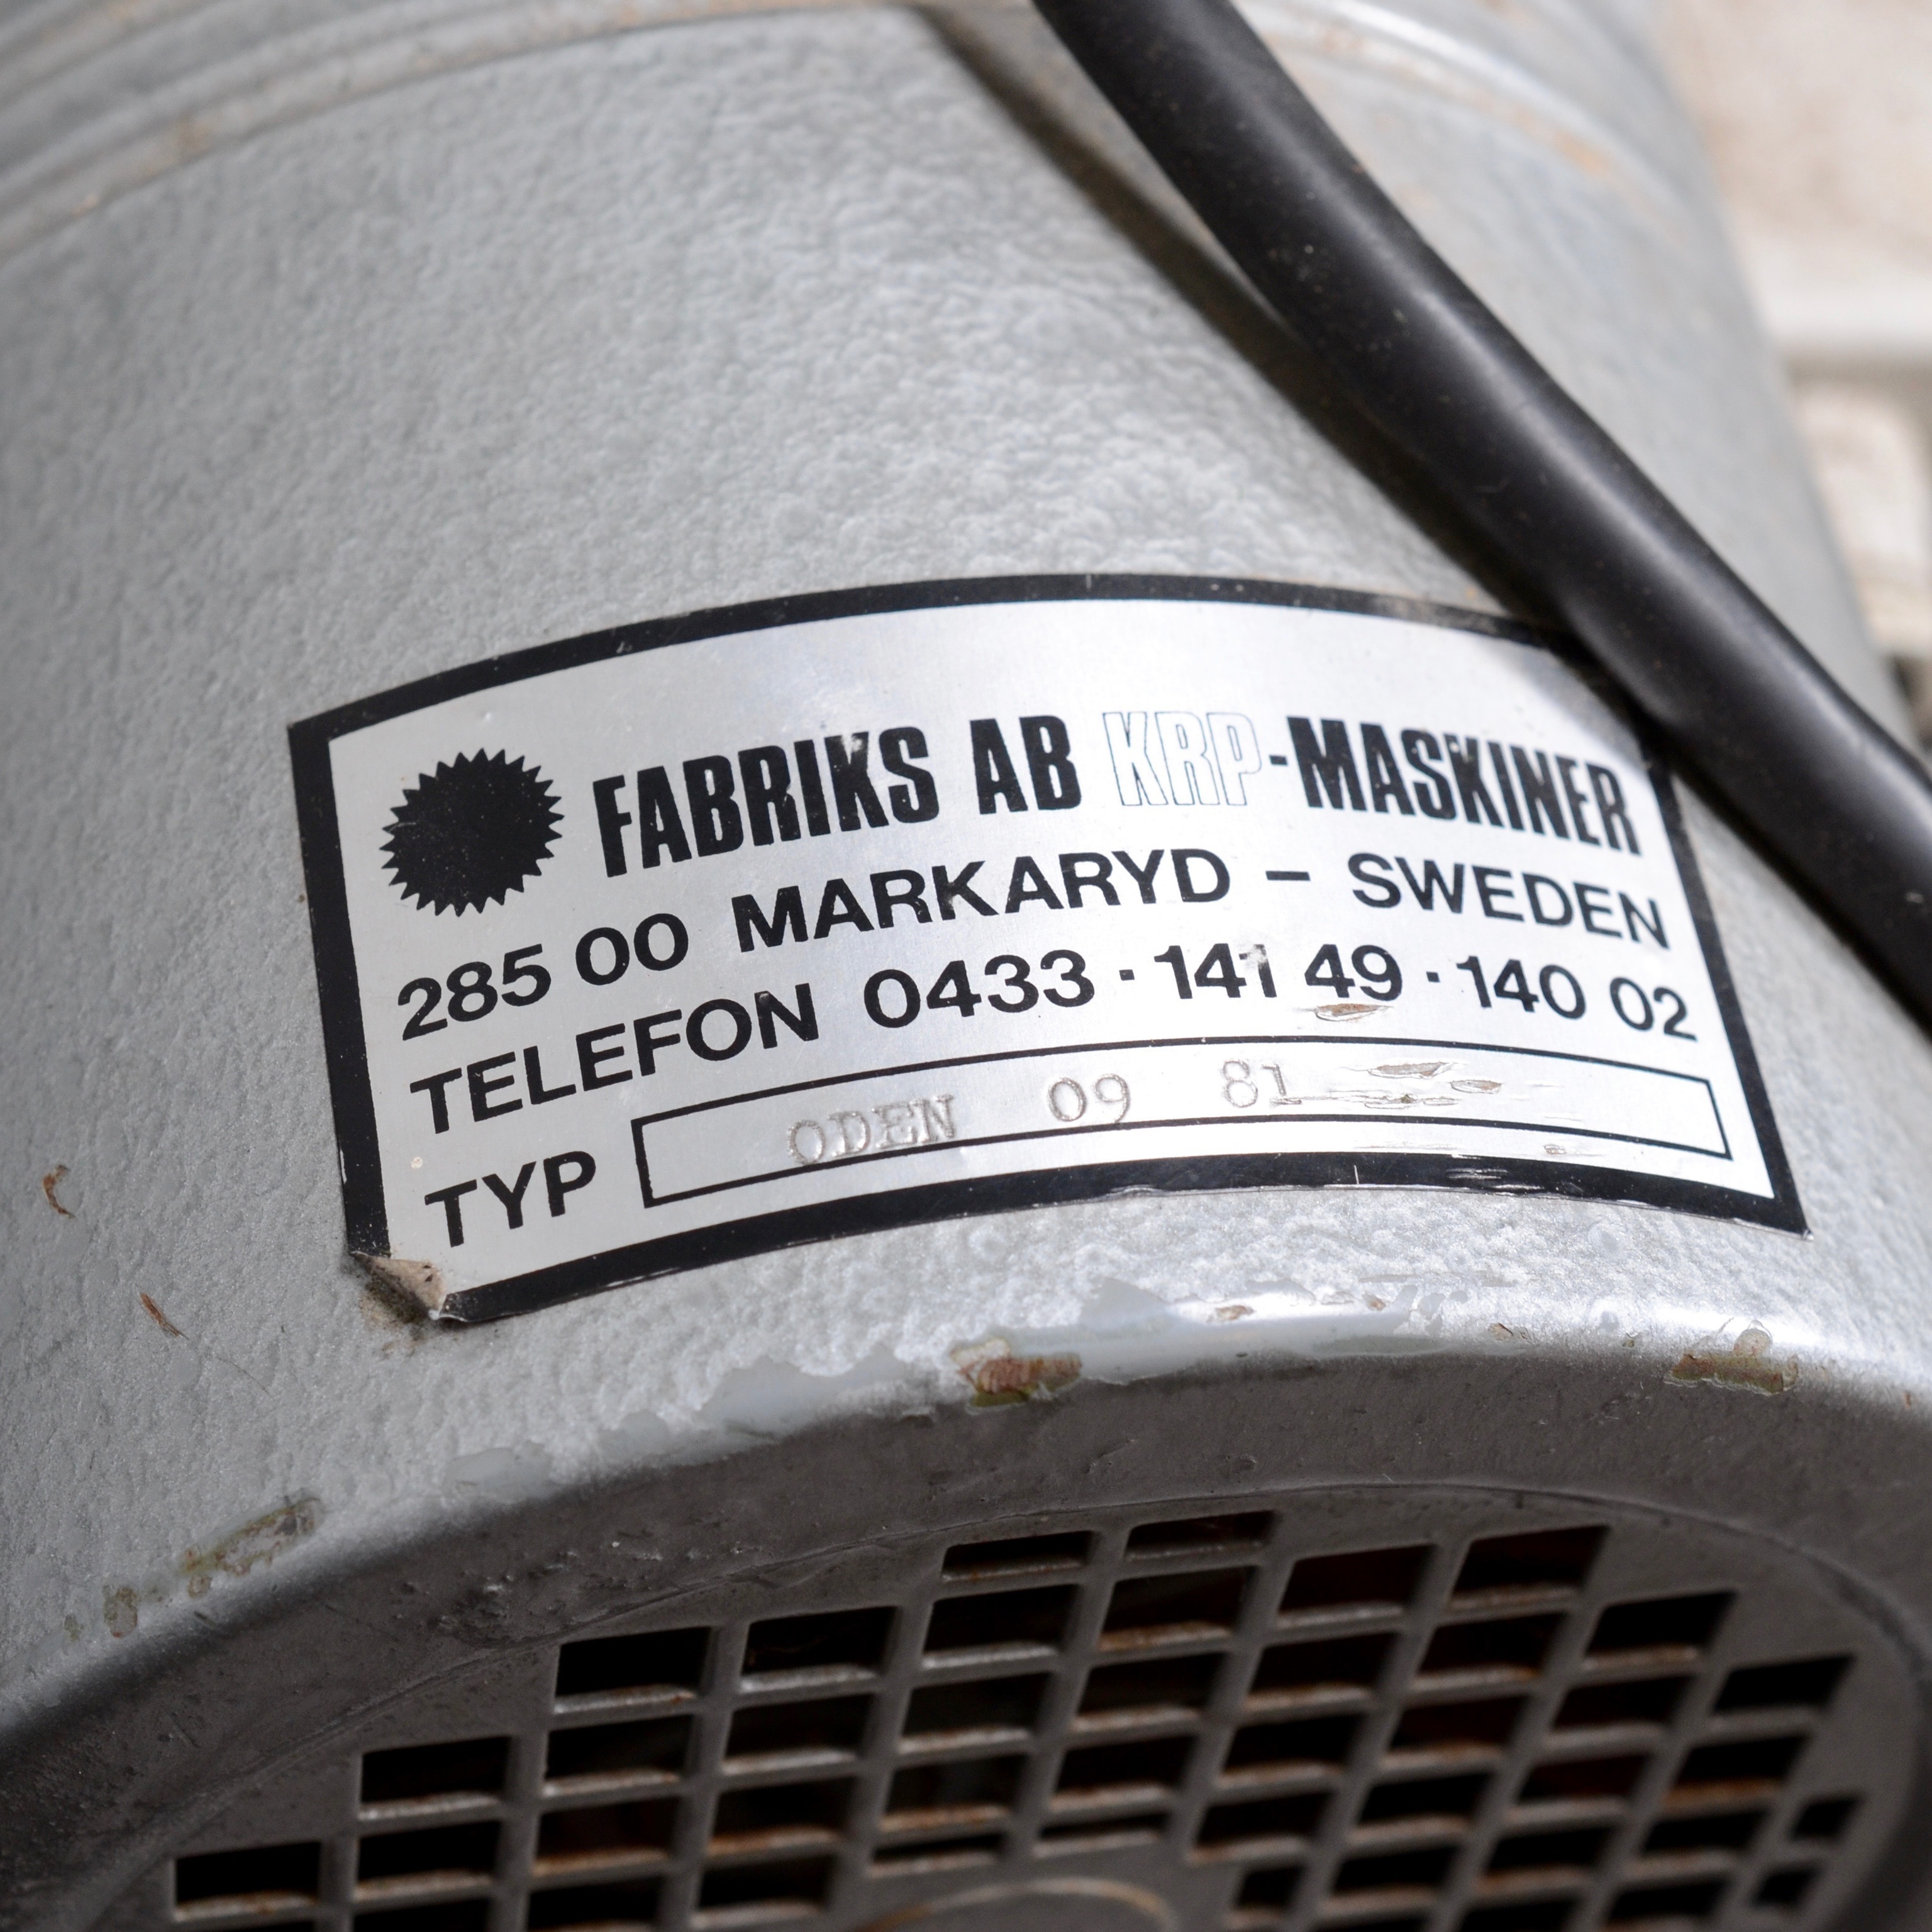 FABRIKS AB KRP-MASKINER
285 00 MARKARYD - SWEDEN
TELEFON 0433 · 141 49 · 140 02
TYP ODEN 09 81